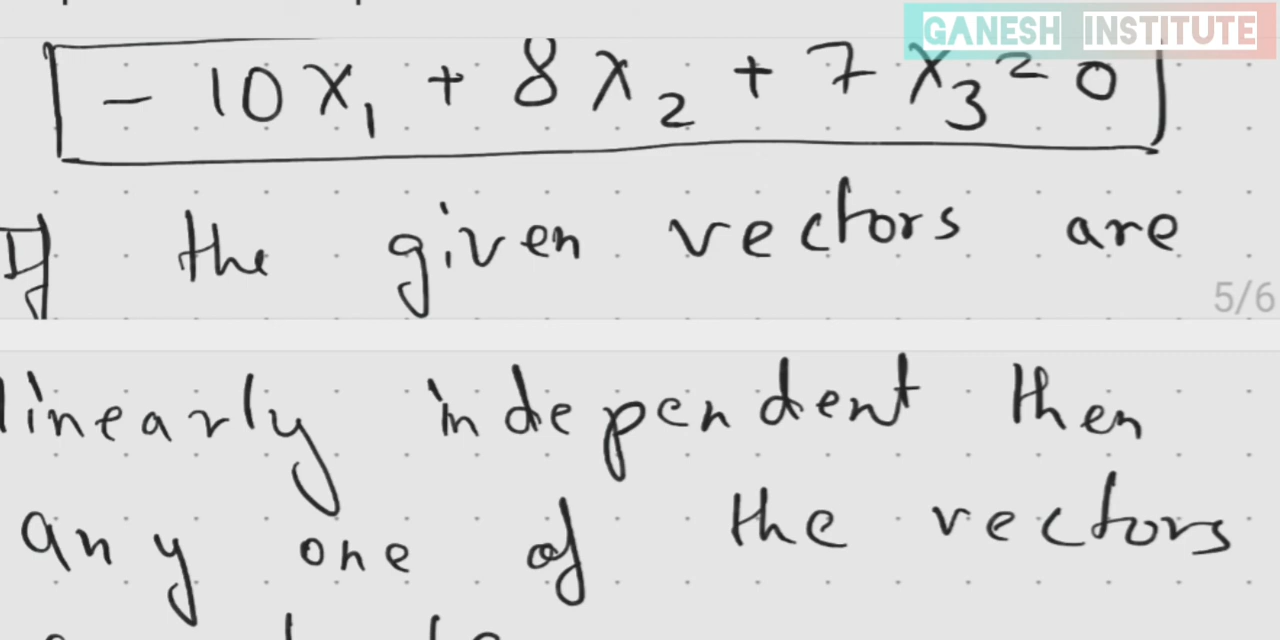 GANESH INSTITUTE
- 10x₁ + 8x₂ + 7x₃ = 0
If the given vectors are
5/6
linearly independent then
any one of the vectors